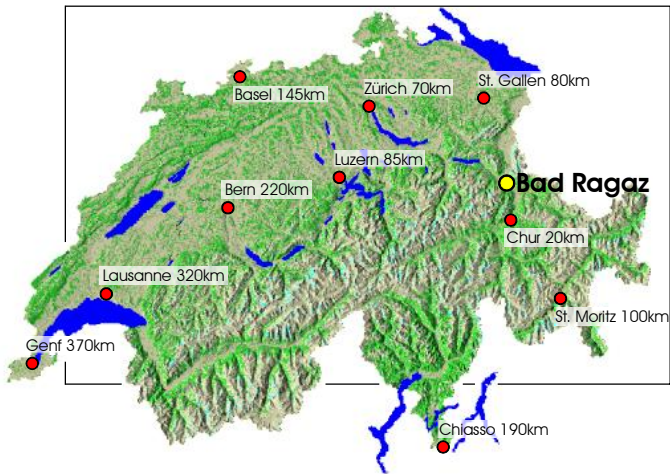 Basel 145km
Zürich 70km
St. Gallen 80km
Luzern 85km
Bad Ragaz
Bern 220km
Chur 20km
Lausanne 320km
St. Moritz 100km
Genf 370km
Chiasso 190km